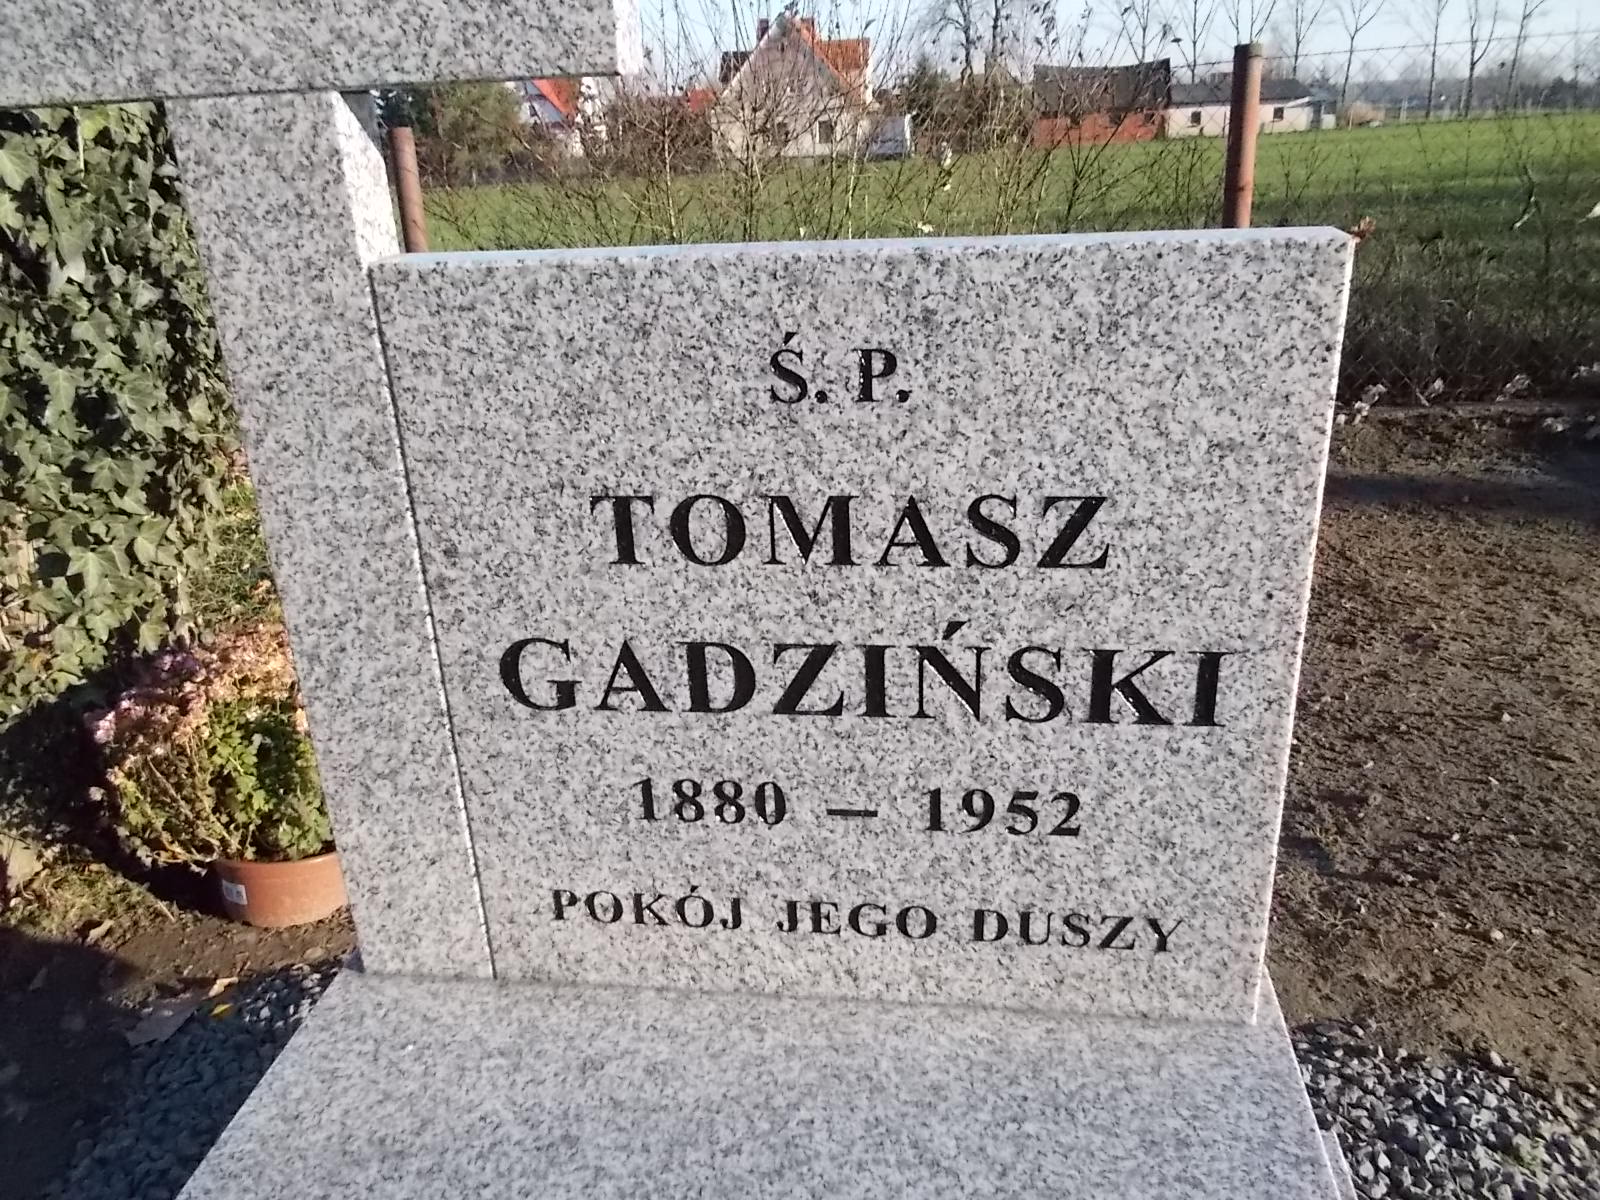 Ś. P.
TOMASZ
GADZIŃSKI
1880 – 1952
POKÓJ JEGO DUSZY